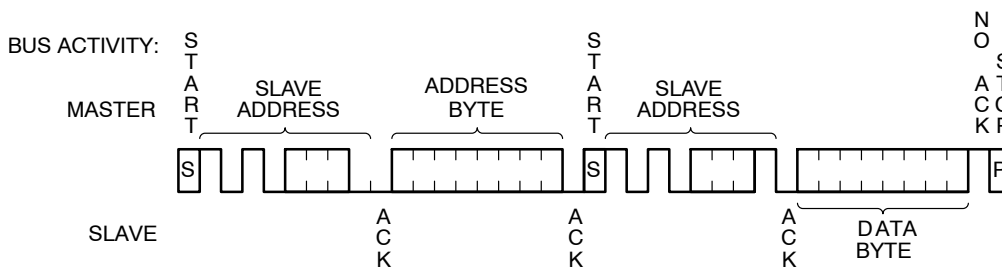 BUS ACTIVITY:
MASTER
START
SLAVE
ADDRESS
ADDRESS
BYTE
START
SLAVE
ADDRESS
NO ACK
STOP
S
S
P
SLAVE
ACK
ACK
ACK
DATA
BYTE